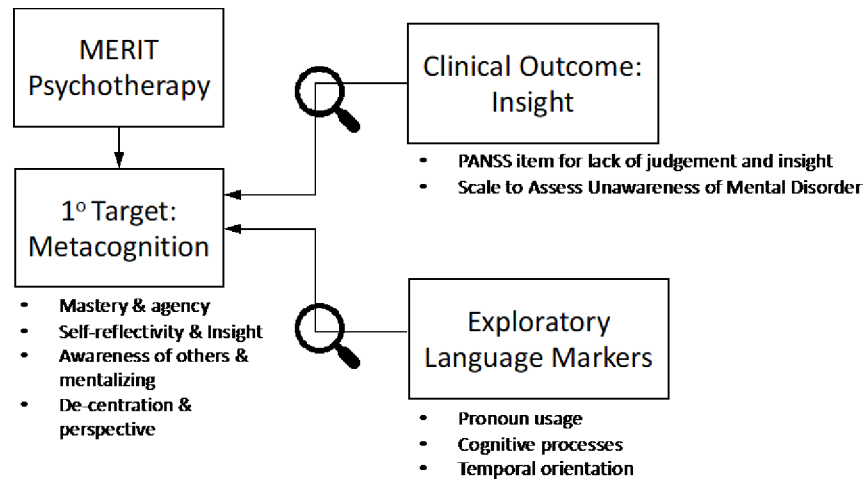 MERIT
Psychotherapy
Clinical Outcome:
Insight
• PANSS item for lack of judgement and insight
• Scale to Assess Unawareness of Mental Disorder
1º Target:
Metacognition
• Mastery & agency
• Self-reflectivity & Insight
• Awareness of others &
mentalizing
• De-centration &
perspective
Exploratory
Language Markers
• Pronoun usage
• Cognitive processes
• Temporal orientation